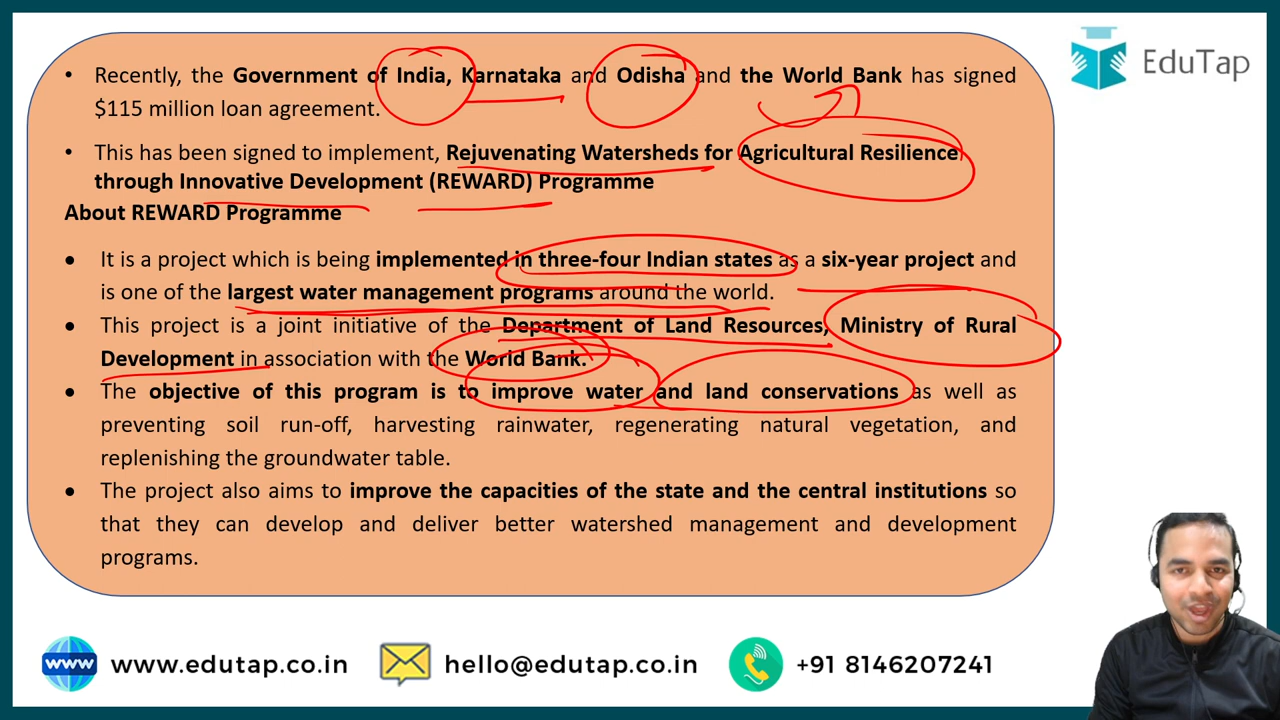 • Recently, the Government of India, Karnataka and Odisha and the World Bank has signed
$115 million loan agreement.
• This has been signed to implement, Rejuvenating Watersheds for Agricultural Resilience
through Innovative Development (REWARD) Programme
About REWARD Programme
• It is a project which is being implemented in three-four Indian states as a six-year project and
is one of the largest water management programs around the world.
• This project is a joint initiative of the Department of Land Resources, Ministry of Rural
Development in association with the World Bank.
• The objective of this program is to improve water and land conservations as well as
preventing soil run-off, harvesting rainwater, regenerating natural vegetation, and
replenishing the groundwater table.
• The project also aims to improve the capacities of the state and the central institutions so
that they can develop and deliver better watershed management and development
programs.
EduTap
www
www.edutap.co.in
hello@edutap.co.in
+91 8146207241